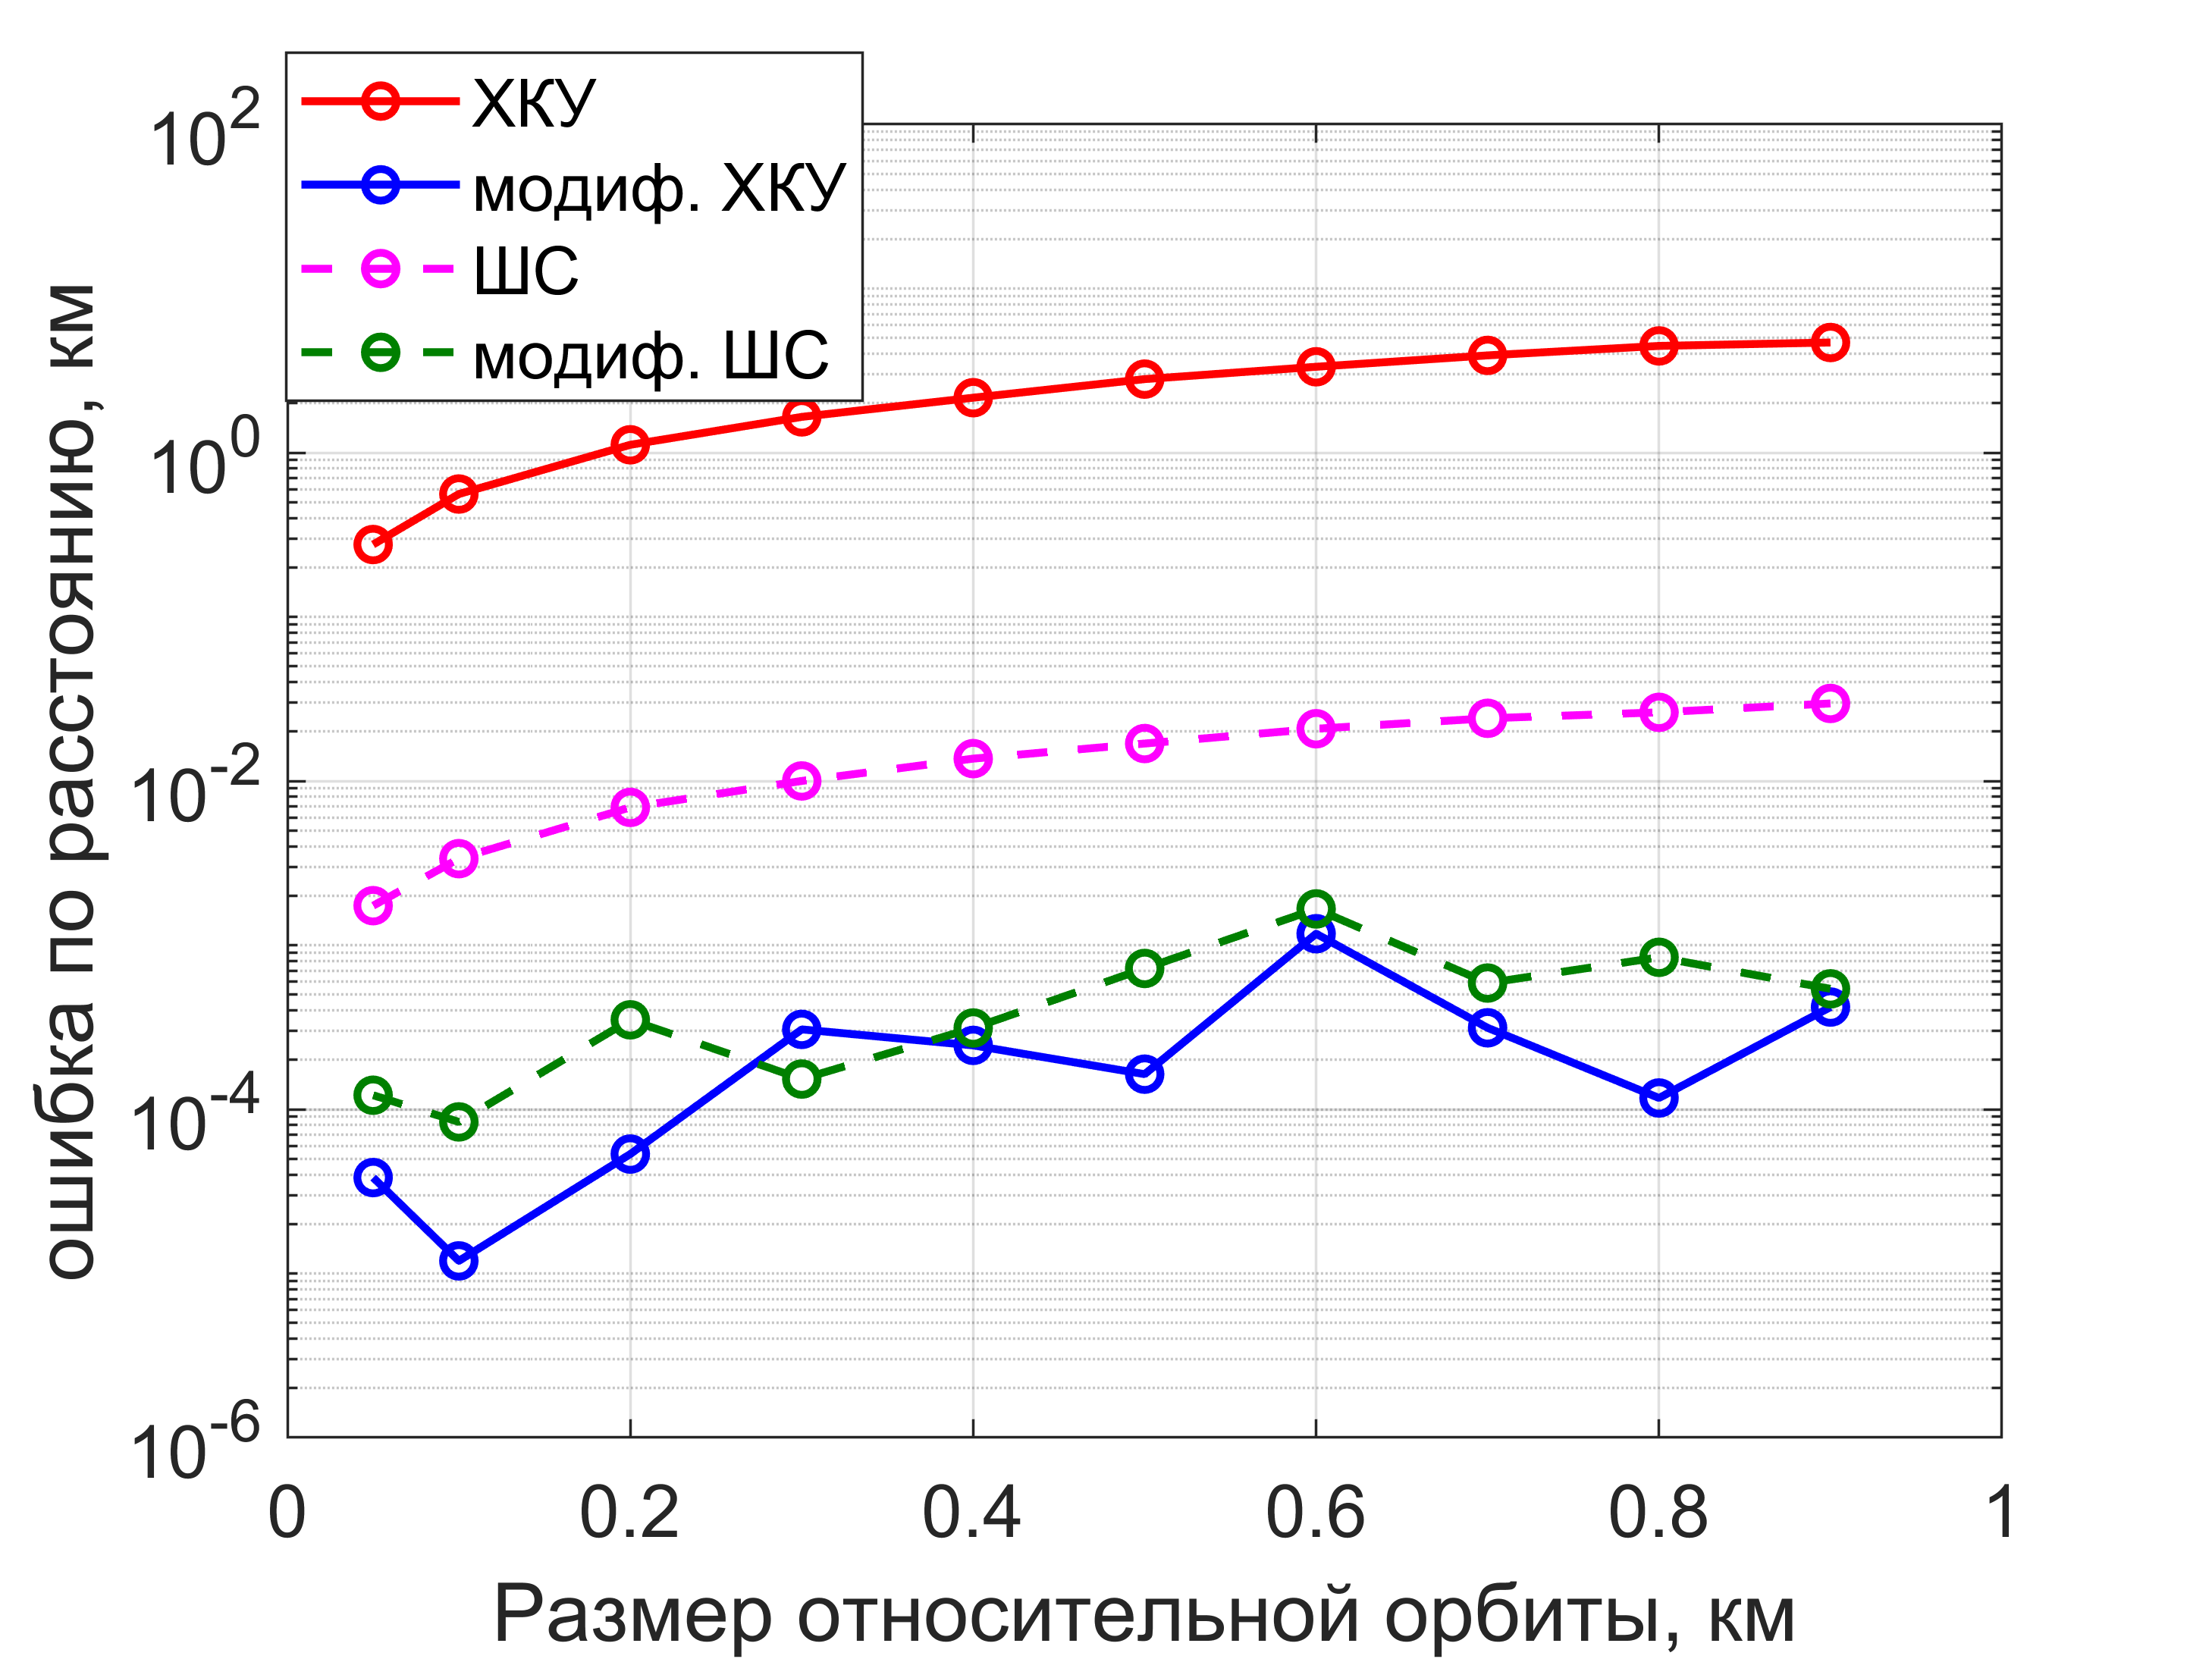 ХКУ
модиф. ХКУ
ШС
модиф. ШС
10^2
10^0
10^-2
10^-4
10^-6
ошибка по расстоянию, км
0 0.2 0.4 0.6 0.8 1
Размер относительной орбиты, км